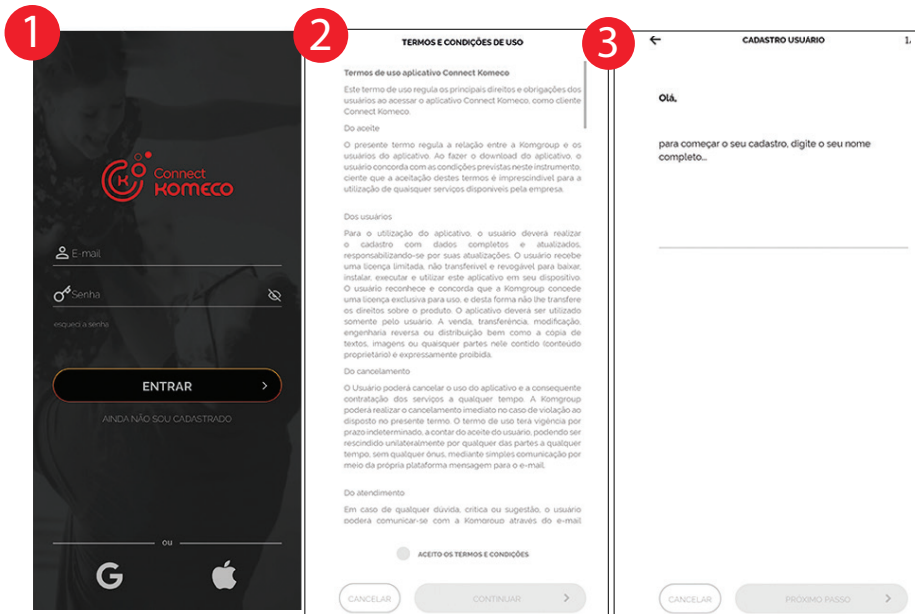 1
Connect
KOMECO
E-mail
Senha
esqueci a senha
ENTRAR
AINDA NÃO SOU CADASTRADO
ou
G
2
TERMOS E CONDIÇÕES DE USO
Termos de uso aplicativo Connect Komeco
Este termo de uso regula os principais direitos e obrigações dos
usuários ao acessar o aplicativo Connect Komeco, como cliente
Connect Komeco.
Do aceite
O presente termo regula a relação entre a Komgroup e os
usuários do aplicativo. Ao fazer o download do aplicativo, o
usuário concorda com as condições previstas neste instrumento,
ciente que a aceitação destes termos é imprescindível para a
utilização de quaisquer serviços disponíveis pela empresa.
Dos usuários
Para o utilização do aplicativo, o usuário deverá realizar
o cadastro com dados completos e atualizados,
responsabilizando-se por suas atualizações. O usuário recebe
uma licença limitada, não transferível e revogável para baixar,
instalar, executar e utilizar este aplicativo em seu dispositivo.
O usuário reconhece e concorda que a Komgroup concede
uma licença exclusiva para uso, e desta forma não lhe transfere
os direitos sobre o produto. O aplicativo deverá ser utilizado
somente pelo usuário. A venda, transferência, modificação,
engenharia reversa ou distribuição bem como a cópia de
textos, imagens ou quaisquer partes nele contido (conteúdo
proprietário) é expressamente proibida.
Do cancelamento
O Usuário poderá cancelar o uso do aplicativo e a consequente
contratação dos serviços a qualquer tempo. A Komgroup
poderá realizar o cancelamento imediato no caso de violação ao
disposto no presente termo. O termo de uso terá vigência por
prazo indeterminado, a contar do aceite do usuário, podendo ser
rescindido unilateralmente por qualquer das partes a qualquer
tempo, sem qualquer ônus, mediante simples comunicação por
meio da própria plataforma mensagem para o e-mail.
Do atendimento
Em caso de qualquer dúvida, crítica ou sugestão, o usuário
poderá comunicar-se com a Komgroup através do e-mail
ACEITO OS TERMOS E CONDIÇÕES
CANCELAR
CONTINUAR
3
CADASTRO USUÁRIO
Olá,
para começar o seu cadastro, digite o seu nome
completo...
CANCELAR
PRÓXIMO PASSO